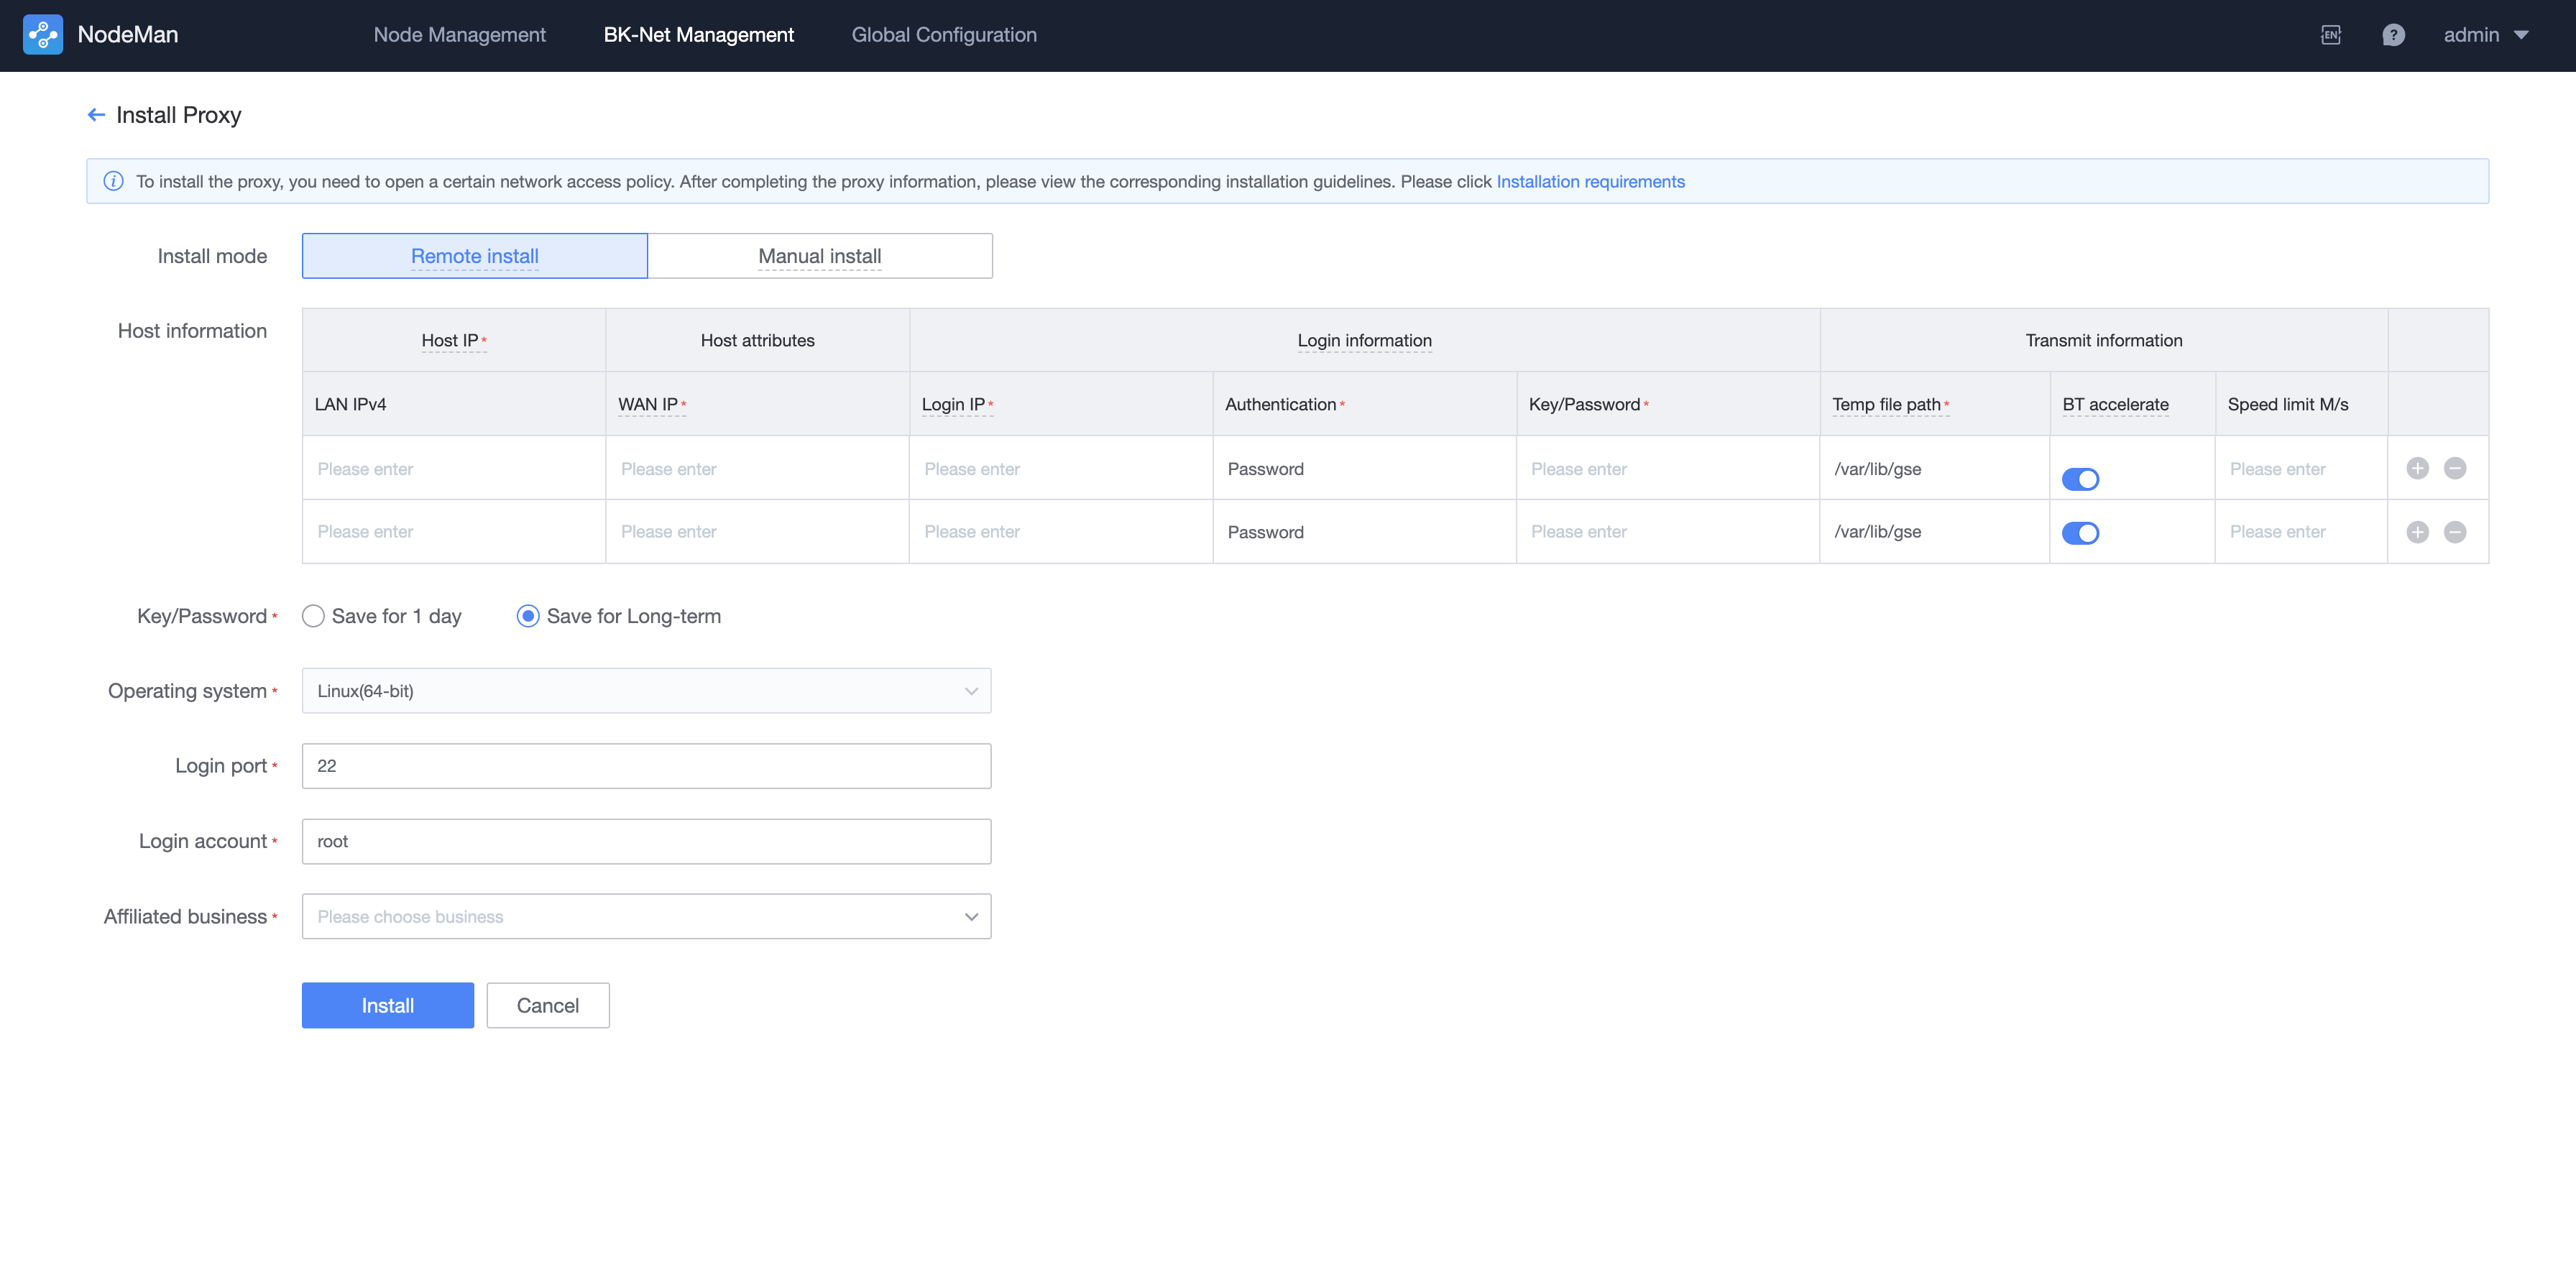 NodeMan
Node Management
BK-Net Management
Global Configuration
EN
?
admin
Install Proxy
To install the proxy, you need to open a certain network access policy. After completing the proxy information, please view the corresponding installation guidelines. Please click Installation requirements
Install mode
Remote install
Manual install
Host information
Host IP*
Host attributes
Login information
Transmit information
LAN IPv4
WAN IP*
Login IP*
Authentication*
Key/Password*
Temp file path*
BT accelerate
Speed limit M/s
Please enter
Please enter
Please enter
Password
Please enter
/var/lib/gse
Please enter
Please enter
Please enter
Please enter
Password
Please enter
/var/lib/gse
Please enter
Key/Password*
Save for 1 day
Save for Long-term
Operating system*
Linux(64-bit)
Login port*
22
Login account*
root
Affiliated business*
Please choose business
Install
Cancel